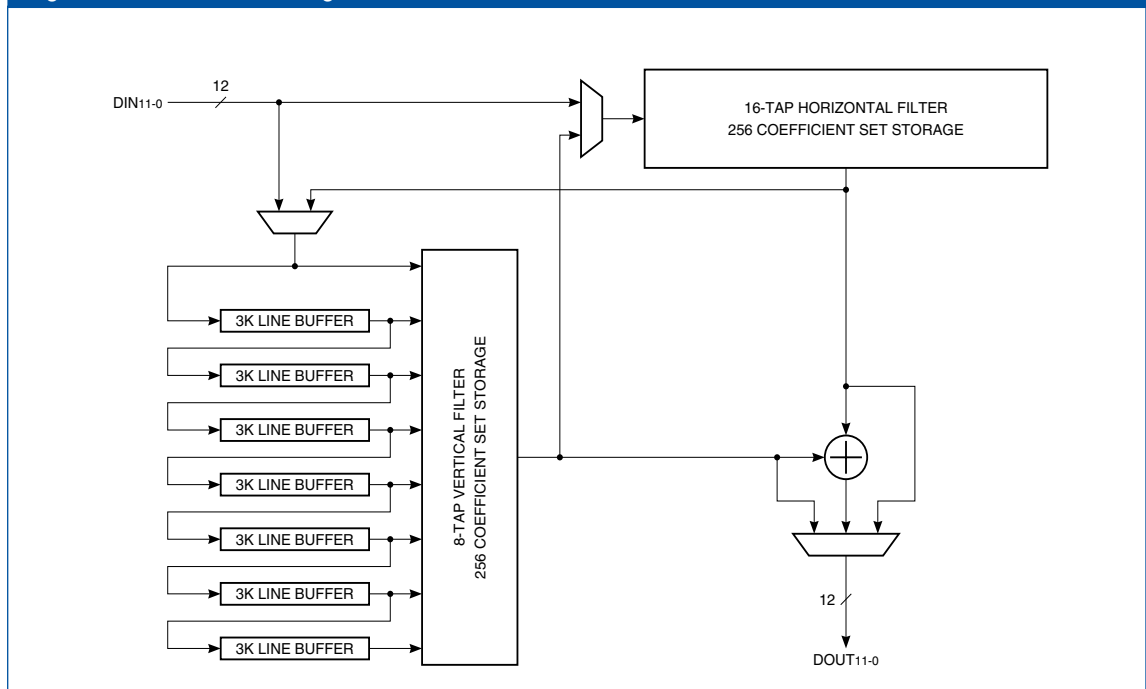 12
DIN11-0
16-TAP HORIZONTAL FILTER
256 COEFFICIENT SET STORAGE
3K LINE BUFFER
3K LINE BUFFER
3K LINE BUFFER
3K LINE BUFFER
3K LINE BUFFER
3K LINE BUFFER
3K LINE BUFFER
8-TAP VERTICAL FILTER
256 COEFFICIENT SET STORAGE
12
DOUT11-0